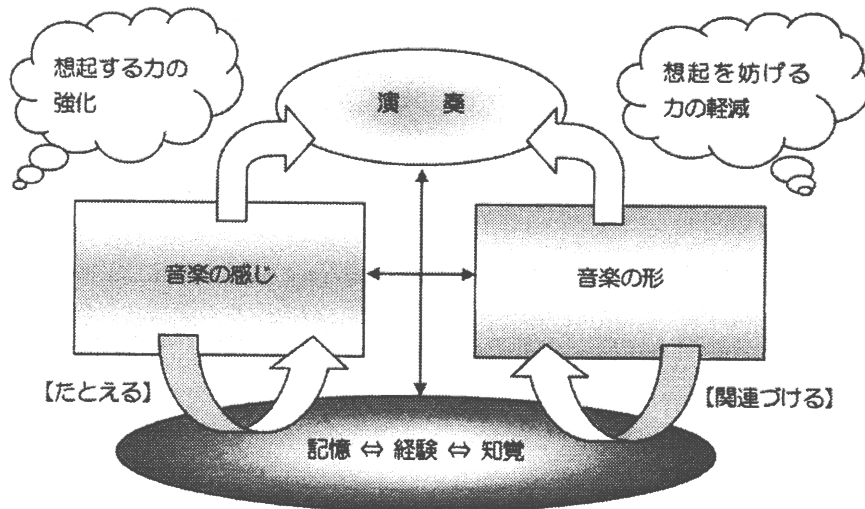 想起する力の
強化
想起を妨げる
力の軽減
演　奏
音楽の感じ
音楽の形
【たとえる】
【関連づける】
記憶 ⇔ 経験 ⇔ 知覚